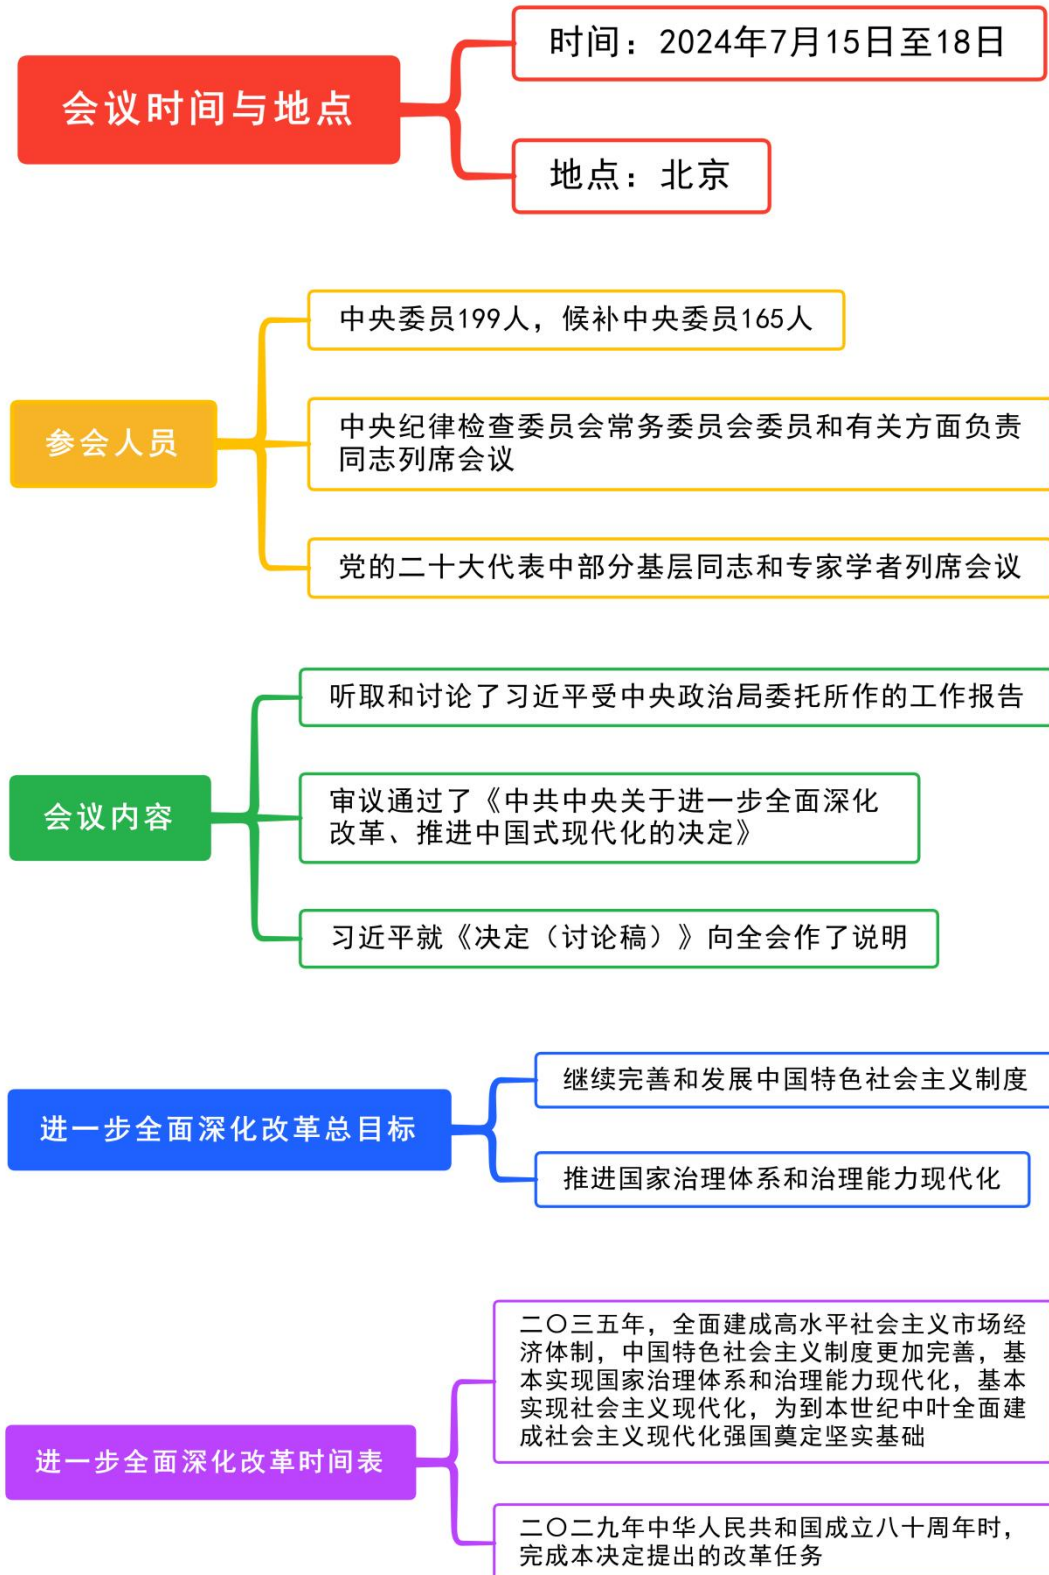 会议时间与地点
时间：2024年7月15日至18日
地点：北京
参会人员
中央委员199人，候补中央委员165人
中央纪律检查委员会常务委员会委员和有关方面负责
同志列席会议
党的二十大代表中部分基层同志和专家学者列席会议
会议内容
听取和讨论了习近平受中央政治局委托所作的工作报告
审议通过了《中共中央关于进一步全面深化
改革、推进中国式现代化的决定》
习近平就《决定（讨论稿）》向全会作了说明
进一步全面深化改革总目标
继续完善和发展中国特色社会主义制度
推进国家治理体系和治理能力现代化
进一步全面深化改革时间表
二〇三五年，全面建成高水平社会主义市场经
济体制，中国特色社会主义制度更加完善，基
本实现国家治理体系和治理能力现代化，基本
实现社会主义现代化，为到本世纪中叶全面建
成社会主义现代化强国奠定坚实基础
二〇二九年中华人民共和国成立八十周年时，
完成本决定提出的改革任务